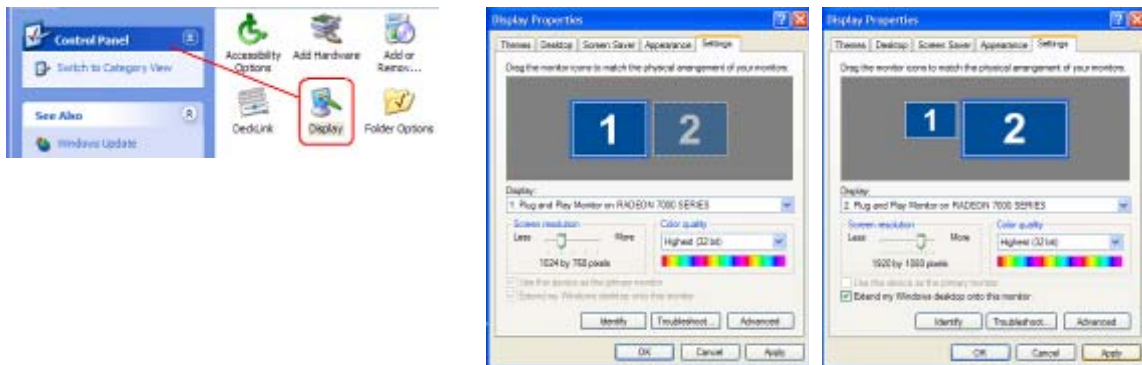 Control Panel
Switch to Category View
See Also
Windows Update
Accessibility Options
Add Hardware
Add or Remov...
DeckLink
Display
Folder Options
Display Properties
Themes Desktop Screen Saver Appearance Settings
Drag the monitor icons to match the physical arrangement of your monitors.
1 2
Display:
1. Plug and Play Monitor on RADEON 7000 SERIES
Screen resolution
Less More
1024 by 768 pixels
Color quality
Highest (32 bit)
Use this device as the primary monitor
Extend my Windows desktop onto this monitor
Identify Troubleshoot... Advanced
OK Cancel Apply
Display Properties
Themes Desktop Screen Saver Appearance Settings
Drag the monitor icons to match the physical arrangement of your monitors.
1 2
Display:
2. Plug and Play Monitor on RADEON 7000 SERIES
Screen resolution
Less More
1920 by 1080 pixels
Color quality
Highest (32 bit)
Use this device as the primary monitor
Extend my Windows desktop onto this monitor
Identify Troubleshoot... Advanced
OK Cancel Apply